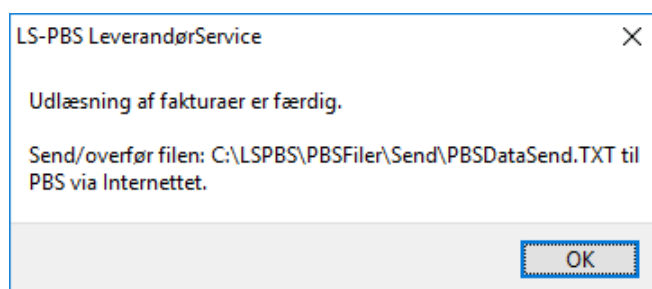 LS-PBS LeverandørService
Udlæsning af fakturaer er færdig.
Send/overfør filen: C:\LSPBS\PBSFiler\Send\PBSDataSend.TXT til
PBS via Internettet.
OK